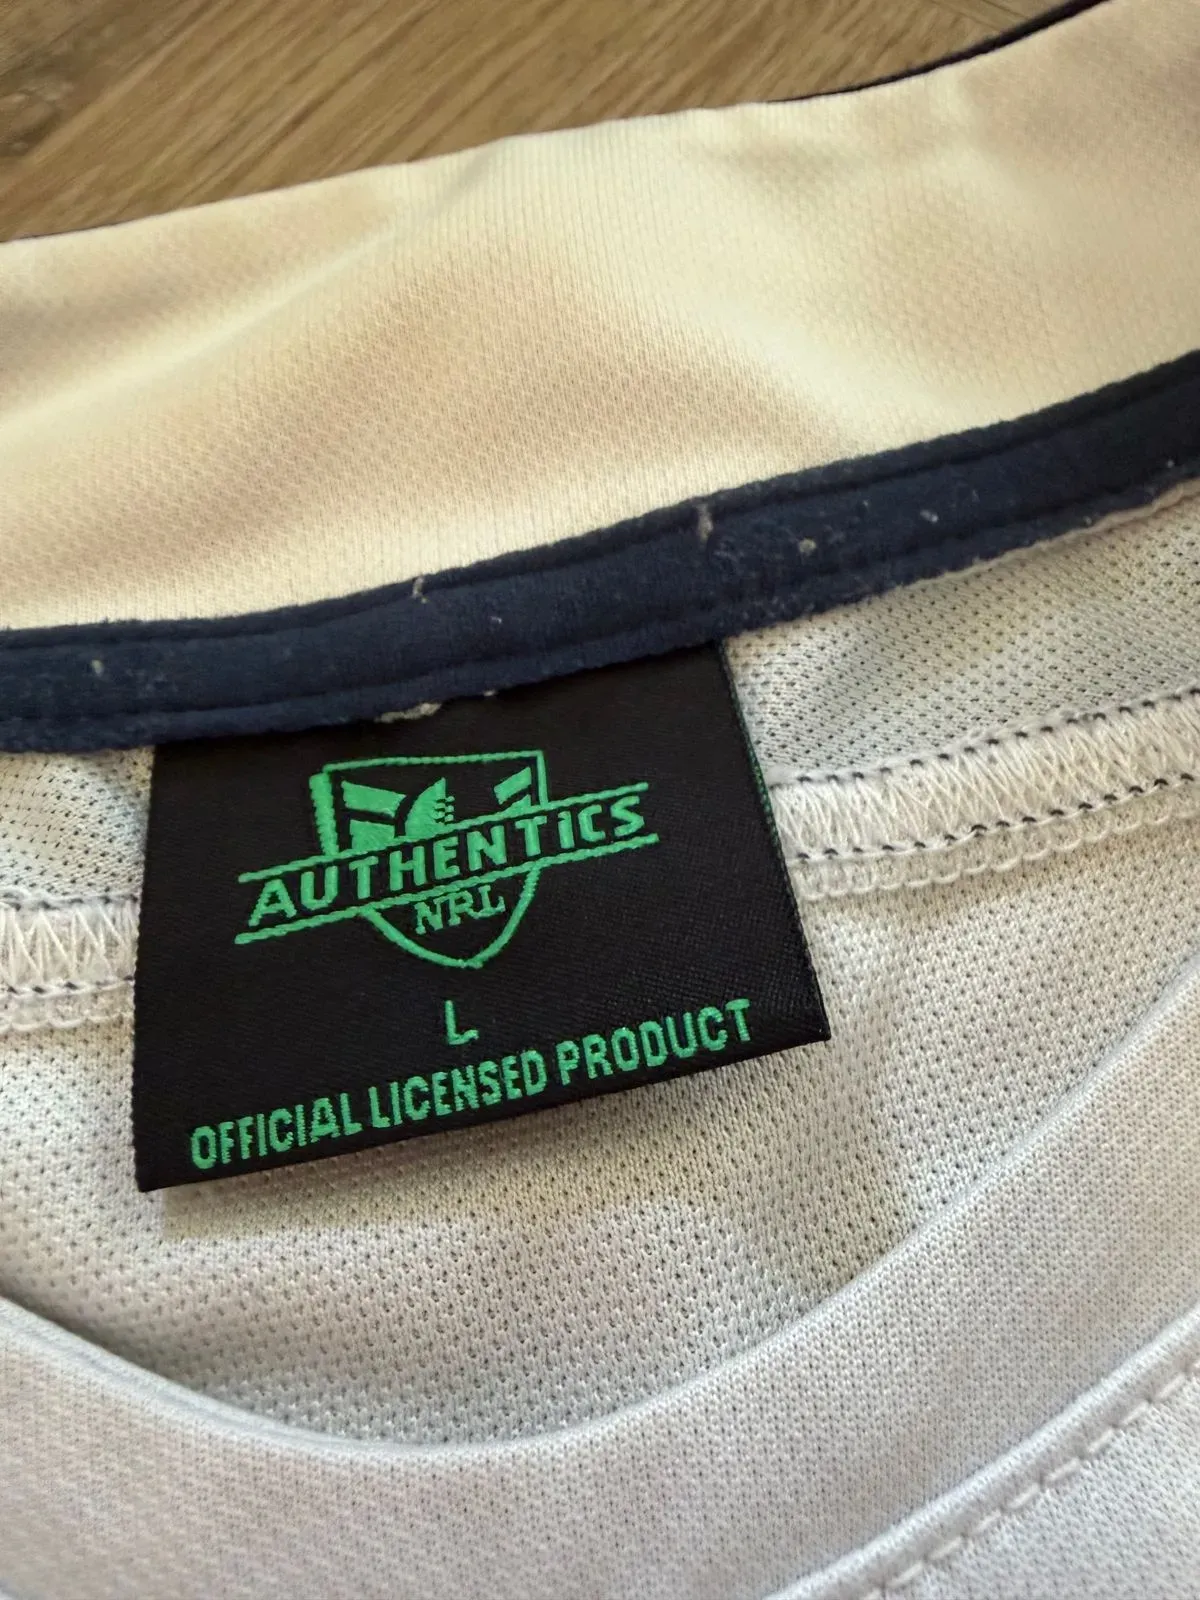 AUTHENTICS
NRL
L
OFFICIAL LICENSED PRODUCT